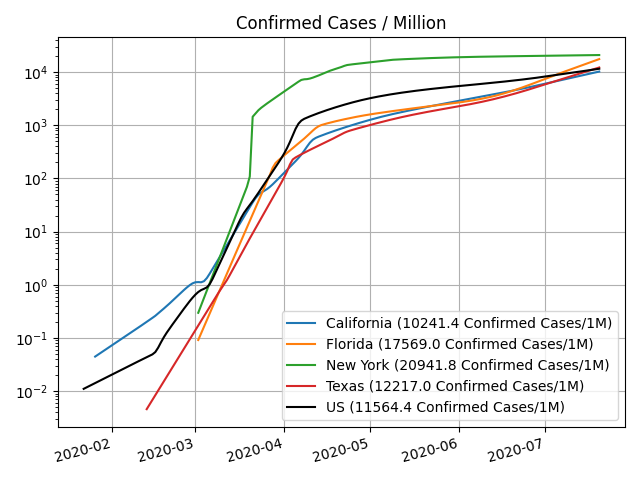 Confirmed Cases / Million
10⁴
10³
10²
10¹
10⁰
10⁻¹
10⁻²
California (10241.4 Confirmed Cases/1M)
Florida (17569.0 Confirmed Cases/1M)
New York (20941.8 Confirmed Cases/1M)
Texas (12217.0 Confirmed Cases/1M)
US (11564.4 Confirmed Cases/1M)
2020-02 2020-03 2020-04 2020-05 2020-06 2020-07